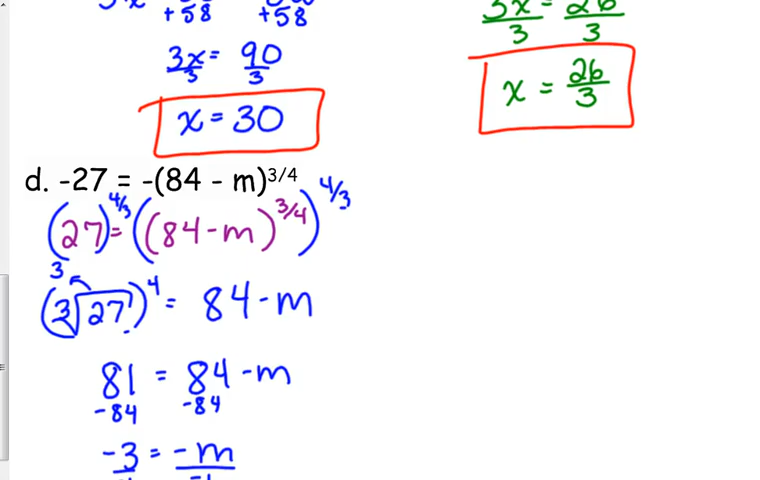 +58 +58
3x/3 = 90/3
x = 30
3x/3 = 26/3
x = 26/3
d. -27 = -(84 - m)^3/4
(27)^4/3 = ((84 - m)^3/4)^4/3
3
(∛27)^4 = 84 - m
81 = 84 - m
-84 -84
-3 = -m